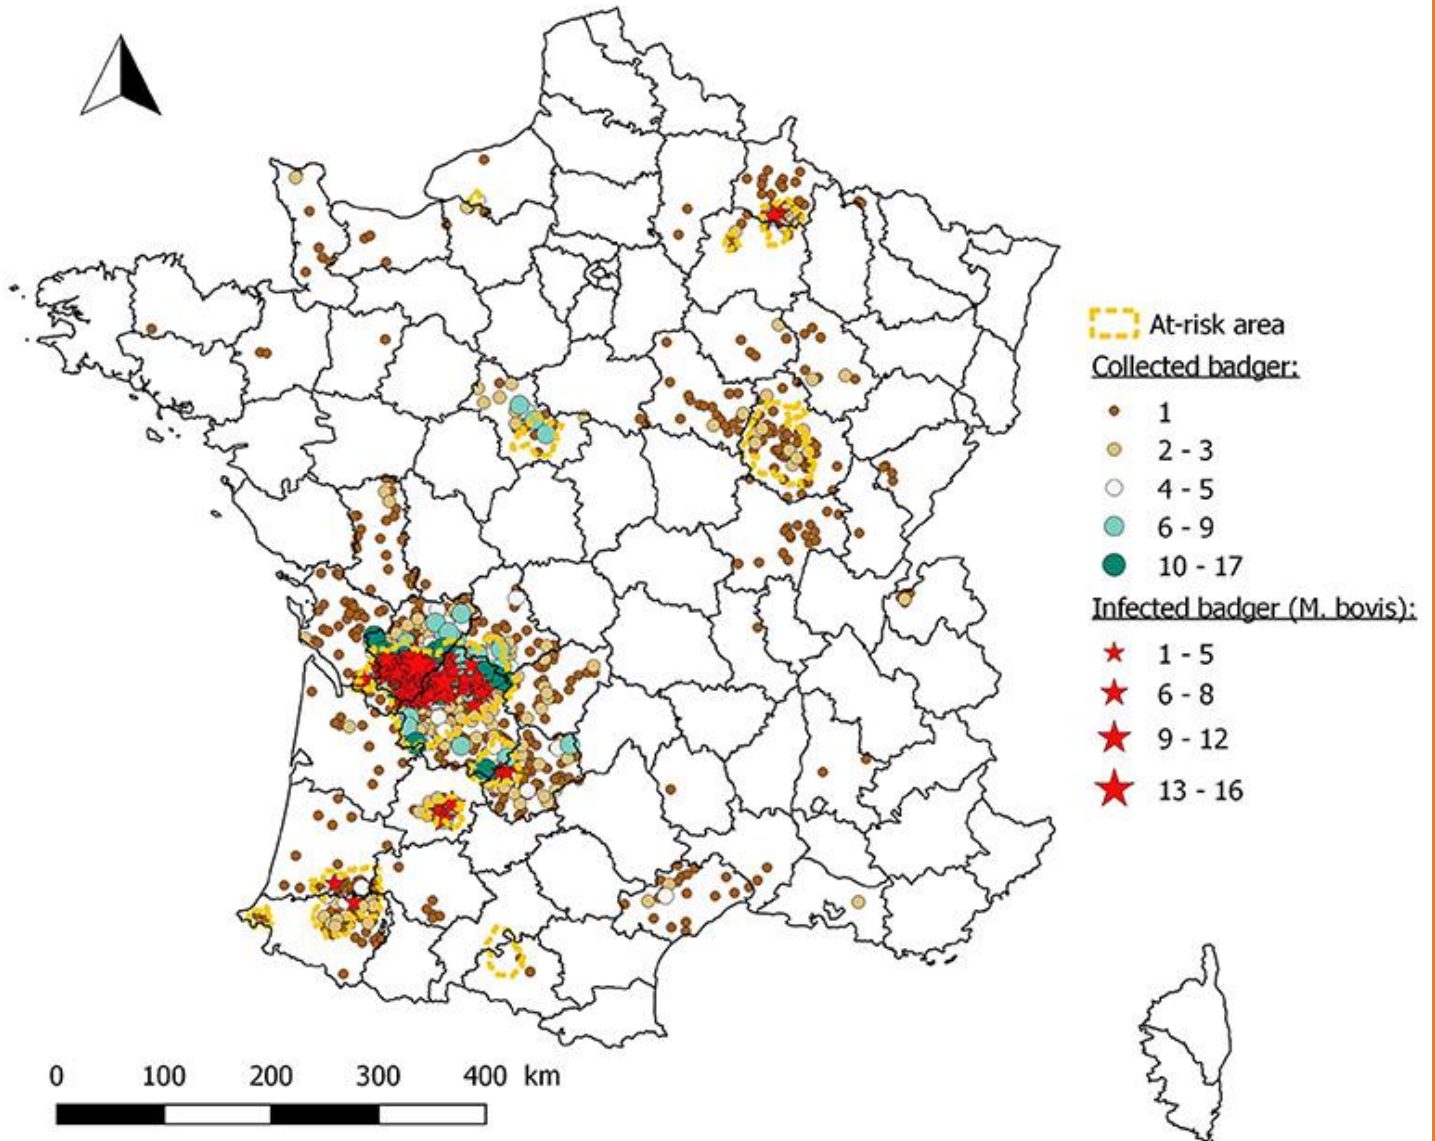 At-risk area
Collected badger:
1
2 - 3
4 - 5
6 - 9
10 - 17
Infected badger (M. bovis):
1 - 5
6 - 8
9 - 12
13 - 16
0 100 200 300 400 km